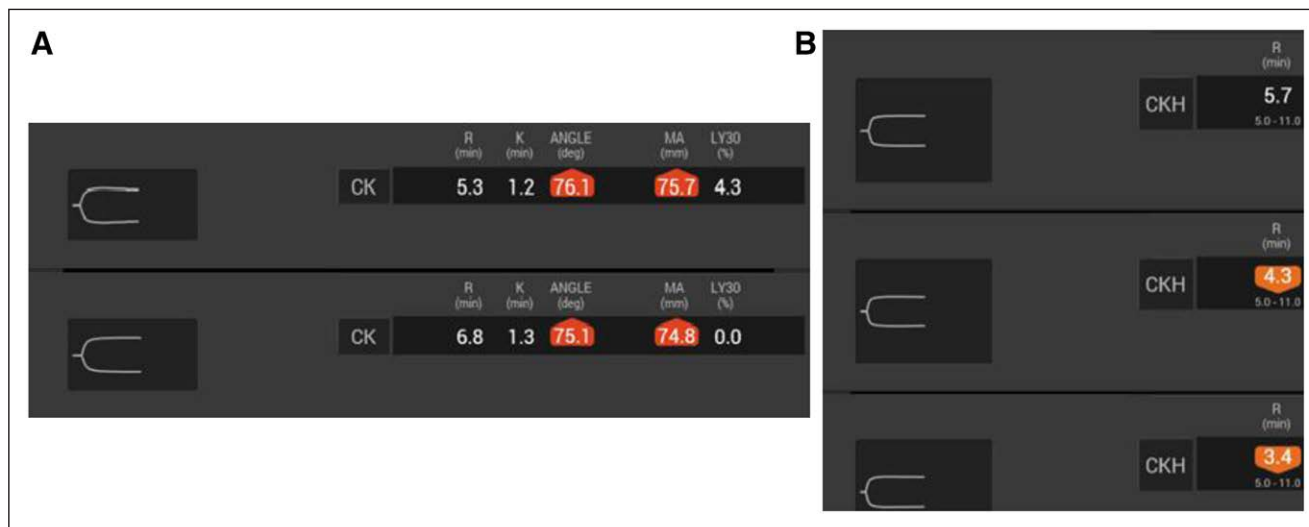 A
R K ANGLE MA LY30
(min) (min) (deg) (mm) (%)
CK 5.3 1.2 76.1 75.7 4.3
R K ANGLE MA LY30
(min) (min) (deg) (mm) (%)
CK 6.8 1.3 75.1 74.8 0.0
B
R
(min)
CKH 5.7
5.0 - 11.0
R
(min)
CKH 4.3
5.0 - 11.0
R
(min)
CKH 3.4
5.0 - 11.0